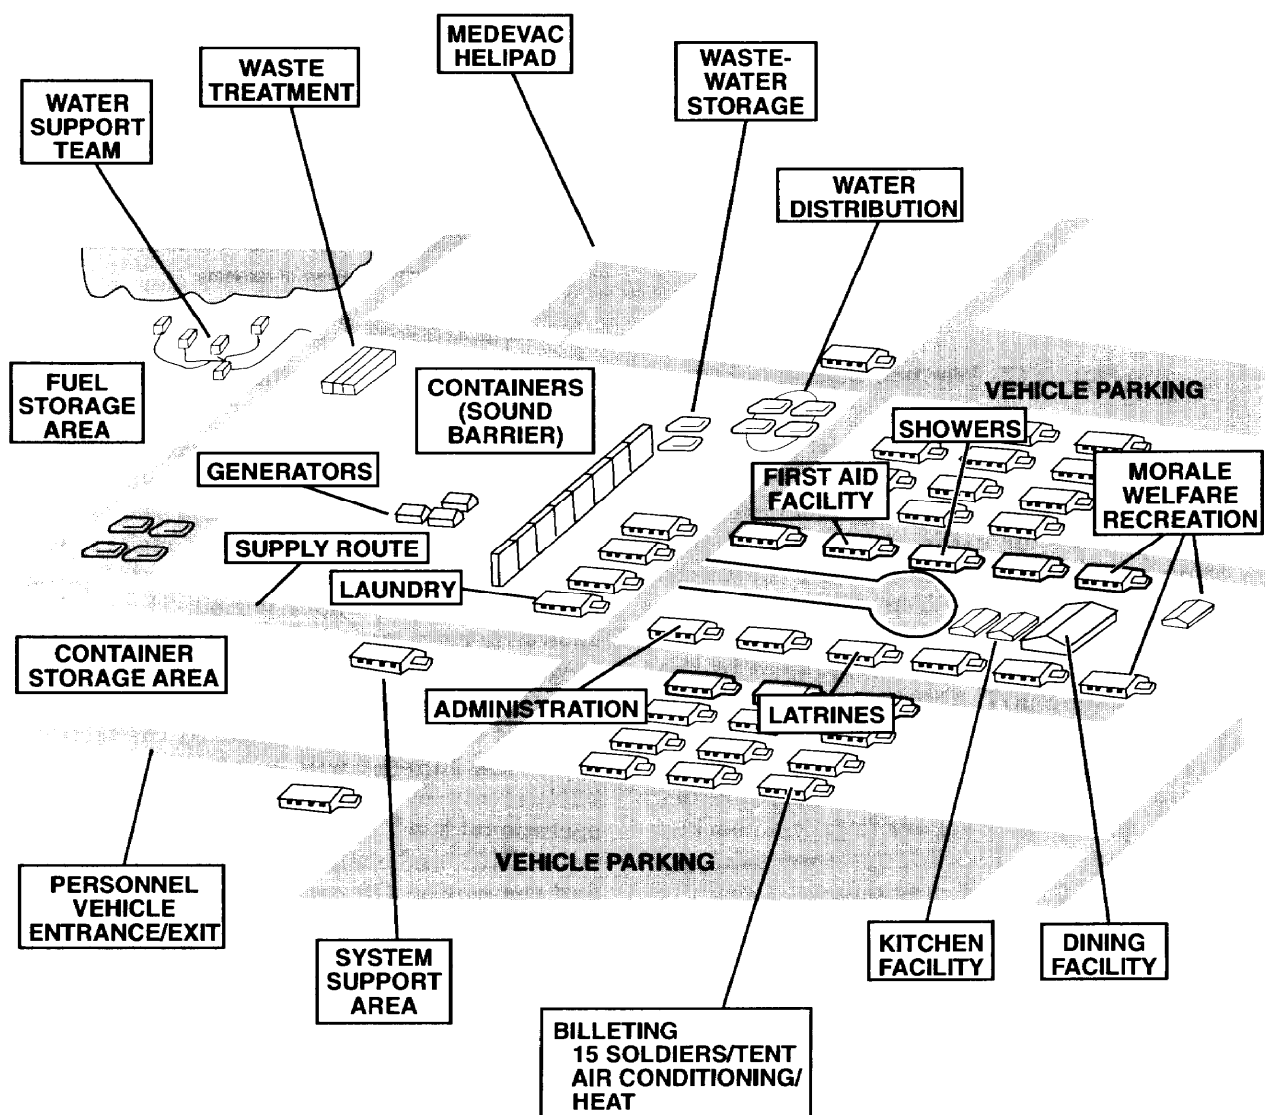 MEDEVAC
HELIPAD
WASTE
TREATMENT
WASTE-
WATER
STORAGE
WATER
SUPPORT
TEAM
WATER
DISTRIBUTION
FUEL
STORAGE
AREA
CONTAINERS
(SOUND
BARRIER)
VEHICLE PARKING
SHOWERS
GENERATORS
FIRST AID
FACILITY
MORALE
WELFARE
RECREATION
SUPPLY ROUTE
LAUNDRY
CONTAINER
STORAGE AREA
ADMINISTRATION
LATRINES
VEHICLE PARKING
PERSONNEL
VEHICLE
ENTRANCE/EXIT
SYSTEM
SUPPORT
AREA
KITCHEN
FACILITY
DINING
FACILITY
BILLETING
15 SOLDIERS/TENT
AIR CONDITIONING/
HEAT